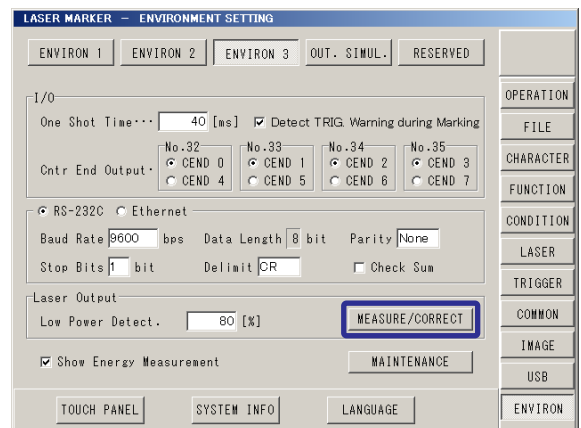 LASER MARKER – ENVIRONMENT SETTING
ENVIRON 1 ENVIRON 2 ENVIRON 3 OUT. SIMUL. RESERVED
I/O
One Shot Time··· 40 [ms] Detect TRIG. Warning during Marking
No.32 No.33 No.34 No.35
Cntr End Output· CEND 0 CEND 1 CEND 2 CEND 3
CEND 4 CEND 5 CEND 6 CEND 7
RS-232C Ethernet
Baud Rate 9600 bps Data Length 8 bit Parity None
Stop Bits 1 bit Delimit CR Check Sum
Laser Output
Low Power Detect. 80 [%] MEASURE/CORRECT
Show Energy Measurement MAINTENANCE
TOUCH PANEL SYSTEM INFO LANGUAGE
OPERATION
FILE
CHARACTER
FUNCTION
CONDITION
LASER
TRIGGER
COMMON
IMAGE
USB
ENVIRON